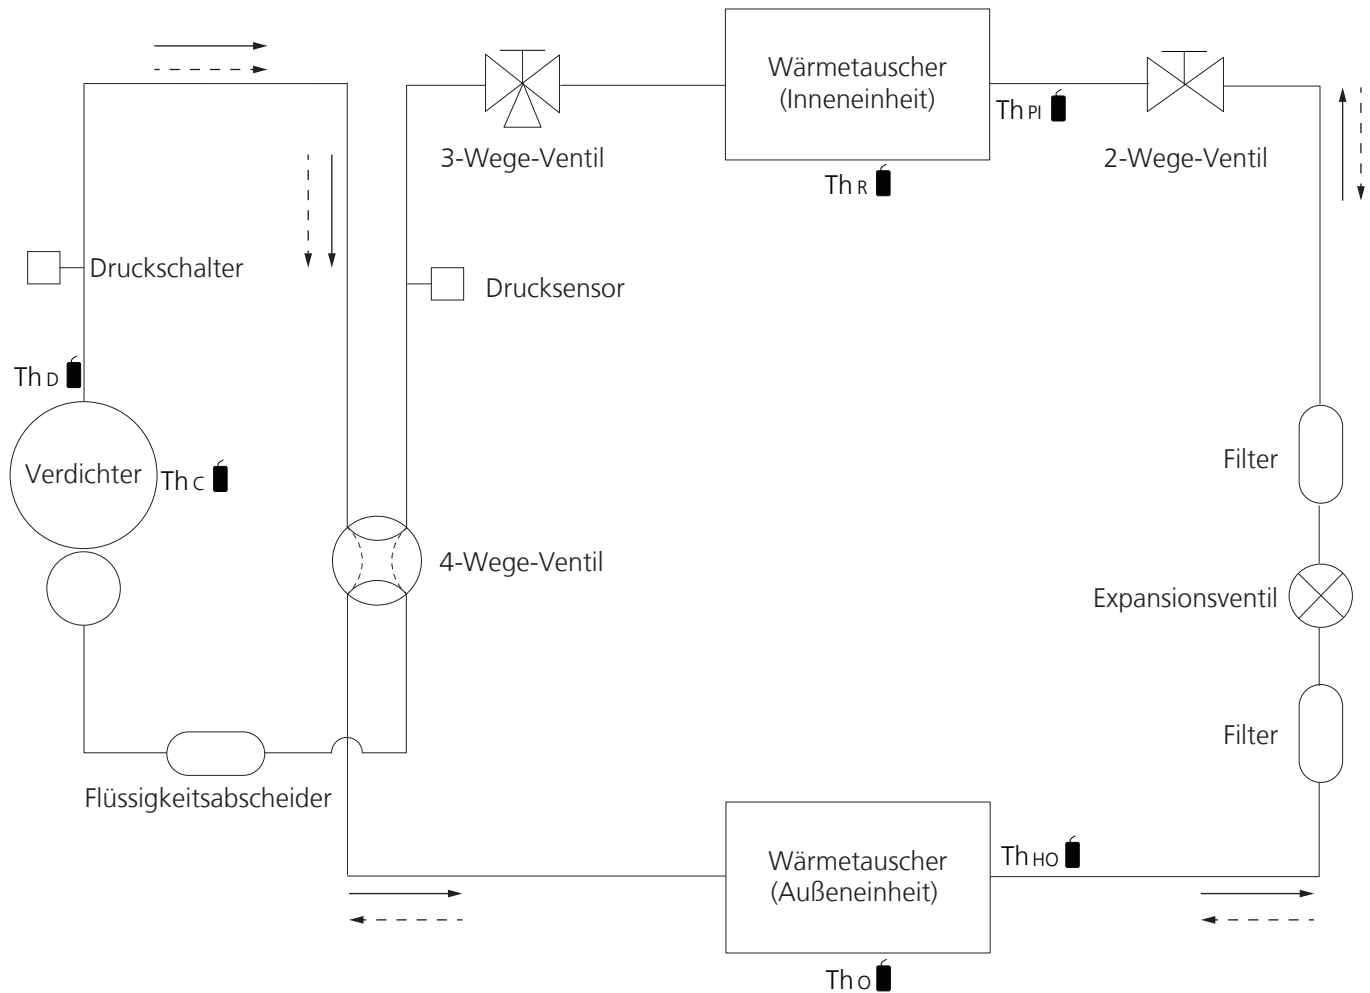 Wärmetauscher
(Inneneinheit)
Th PI
3-Wege-Ventil
2-Wege-Ventil
Th R
Druckschalter
Drucksensor
Th D
Verdichter
Th C
Filter
4-Wege-Ventil
Expansionsventil
Filter
Flüssigkeitsabscheider
Wärmetauscher
(Außeneinheit)
Th HO
Th O